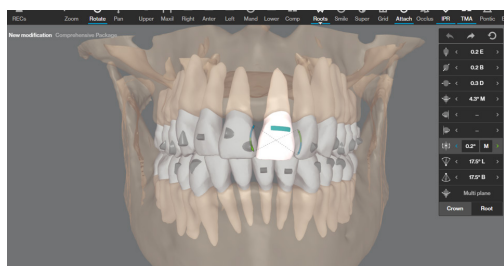 RECs Zoom Rotate Pan Upper Maxil Right Anter Left Mand Lower Comp Roots Smile Super Grid Attach Occlus IPR TMA Pontic
New modification Comprehensive Package
0.2 E
0.2 B
0.3 D
4.3° M
–
–
0.2° M
17.5° L
17.5° B
Multi plane
Crown Root